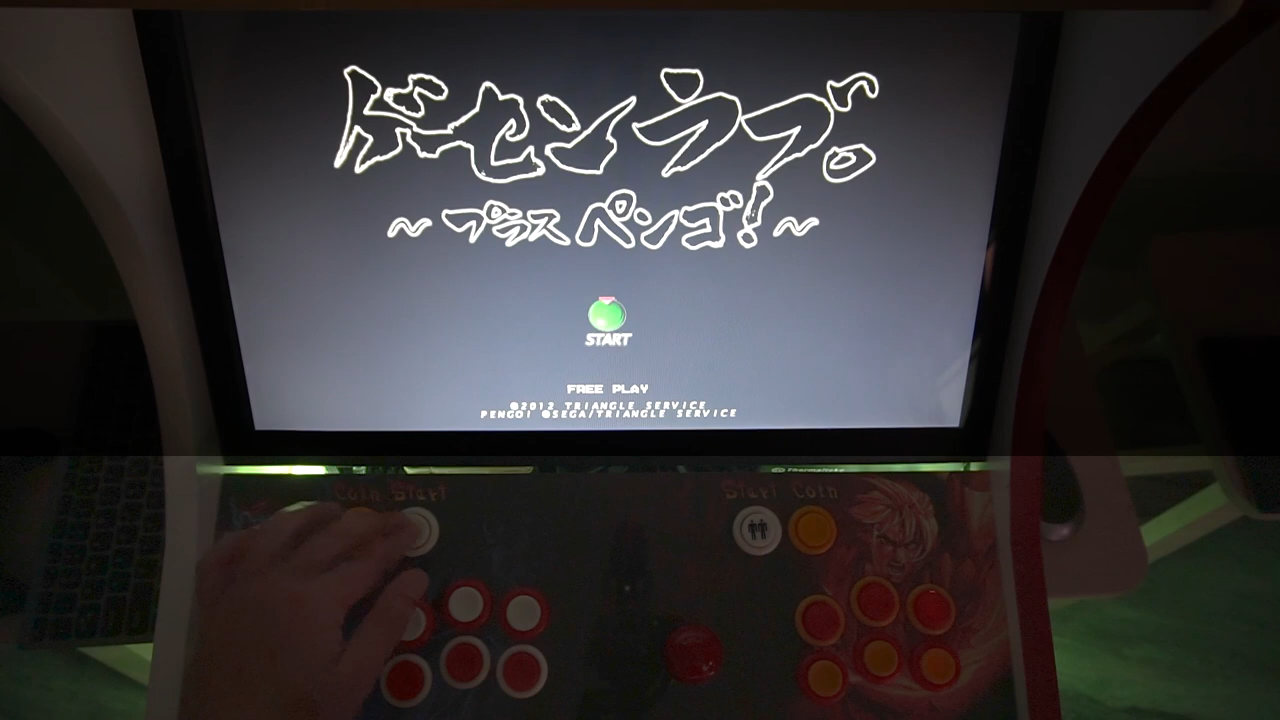 ゲーセンラブ。
～プラスペンゴ!～
START
FREE PLAY
©2012 TRIANGLE SERVICE
PENGO! ©SEGA/TRIANGLE SERVICE
Thermaltake
Coin Start
Start Coin